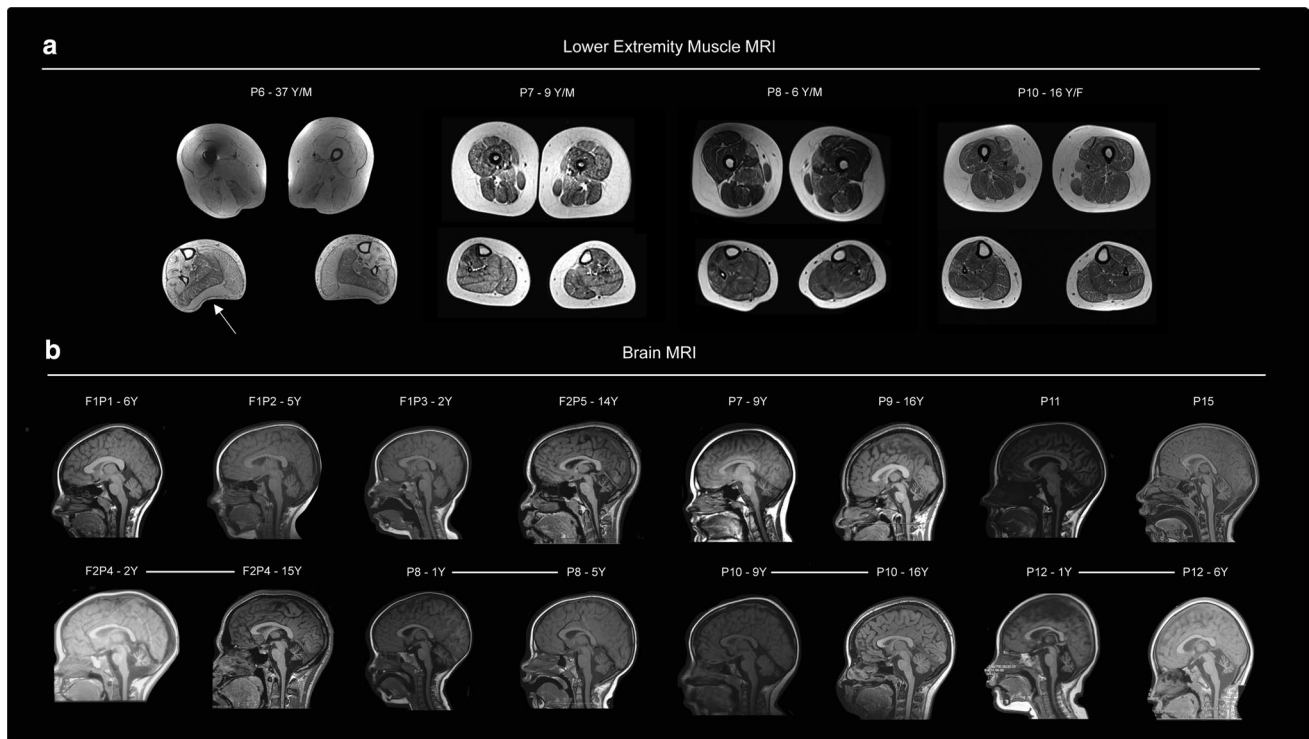 a
Lower Extremity Muscle MRI
P6 - 37 Y/M
P7 - 9 Y/M
P8 - 6 Y/M
P10 - 16 Y/F
b
Brain MRI
F1P1 - 6Y
F1P2 - 5Y
F1P3 - 2Y
F2P5 - 14Y
P7 - 9Y
P9 - 16Y
P11
P15
F2P4 - 2Y
F2P4 - 15Y
P8 - 1Y
P8 - 5Y
P10 - 9Y
P10 - 16Y
P12 - 1Y
P12 - 6Y